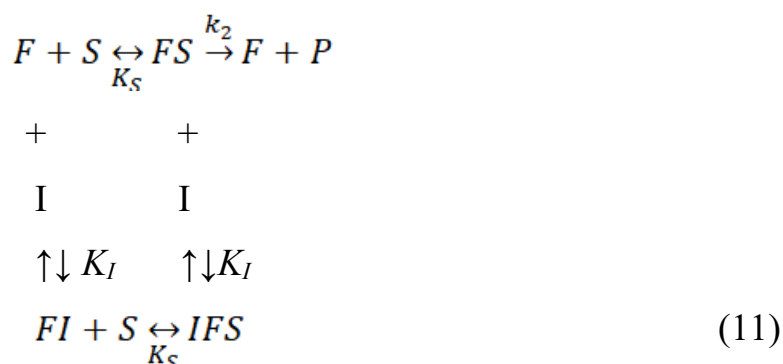 F + S ↔ FS → F + P
k₂
K_S
+ +
I I
↑↓ K_I ↑↓K_I
FI + S ↔ IFS (11)
K_S